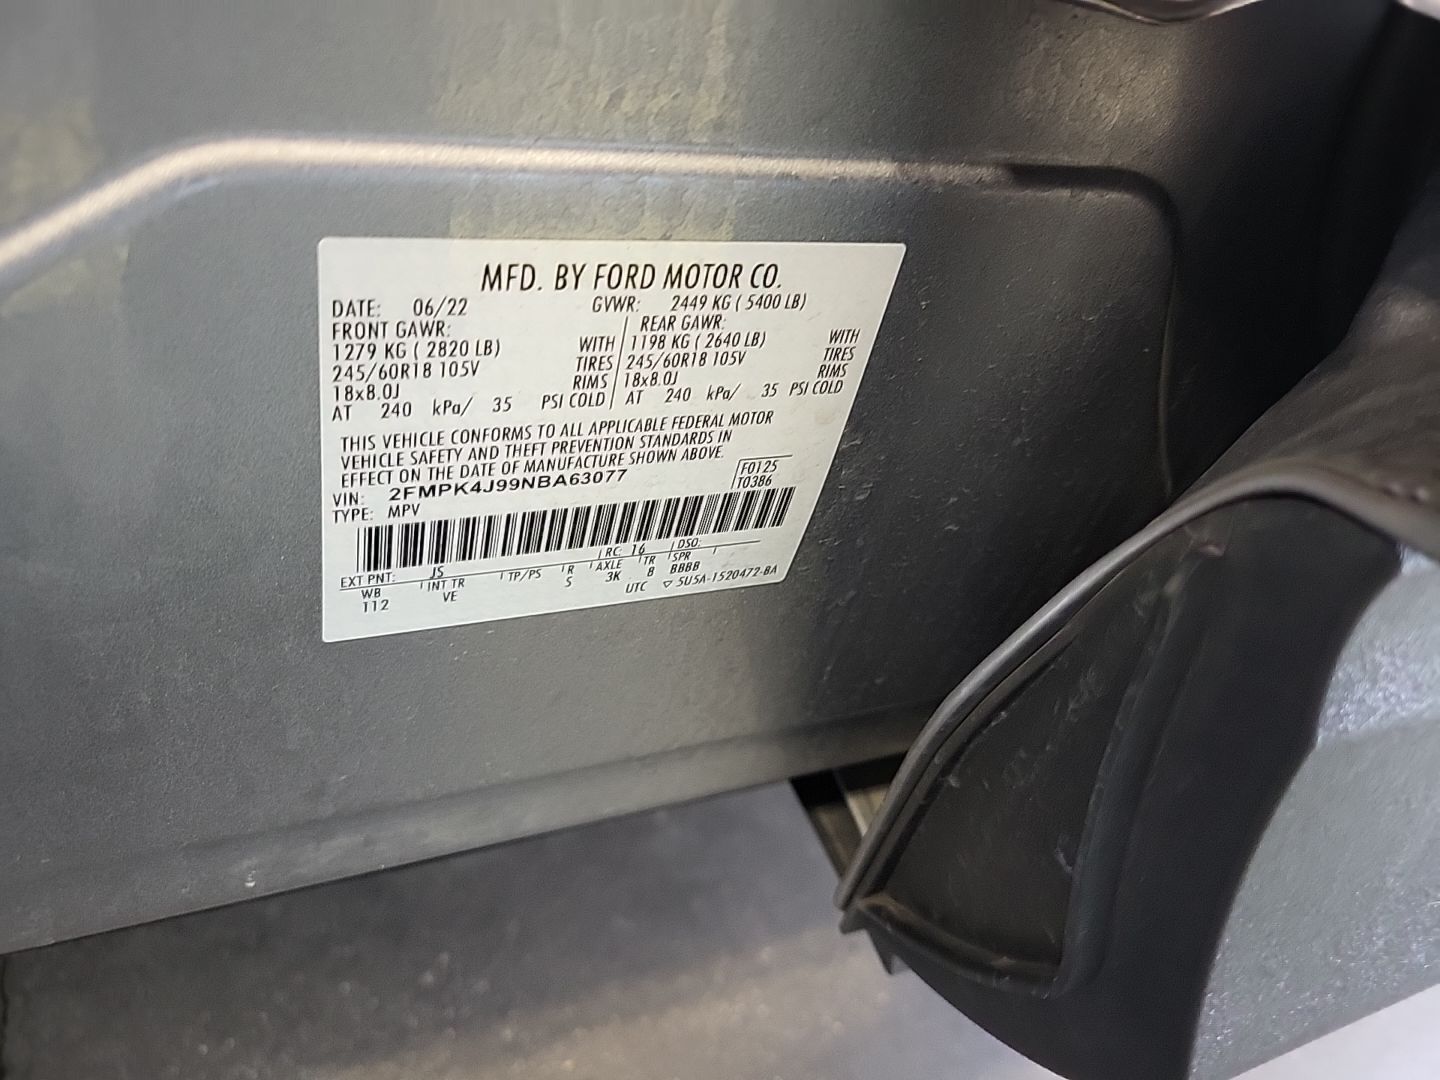 MFD. BY FORD MOTOR CO.
DATE: 06/22 GVWR: 2449 KG ( 5400 LB)
FRONT GAWR: REAR GAWR:
1279 KG ( 2820 LB) WITH 1198 KG ( 2640 LB) WITH
245/60R18 105V TIRES 245/60R18 105V TIRES
18x8.0J RIMS 18x8.0J RIMS
AT 240 kPa/ 35 PSI COLD AT 240 kPa/ 35 PSI COLD
THIS VEHICLE CONFORMS TO ALL APPLICABLE FEDERAL MOTOR
VEHICLE SAFETY AND THEFT PREVENTION STANDARDS IN
EFFECT ON THE DATE OF MANUFACTURE SHOWN ABOVE.
VIN: 2FMPK4J99NBA63077 F0125
TYPE: MPV T0386
EXT PNT: JS RC: 16 DSO:
WB INT TR TP/PS R AXLE TR SPR
112 VE S 3K 8 BBBB
UTC ▽ 5U5A-1520472-BA